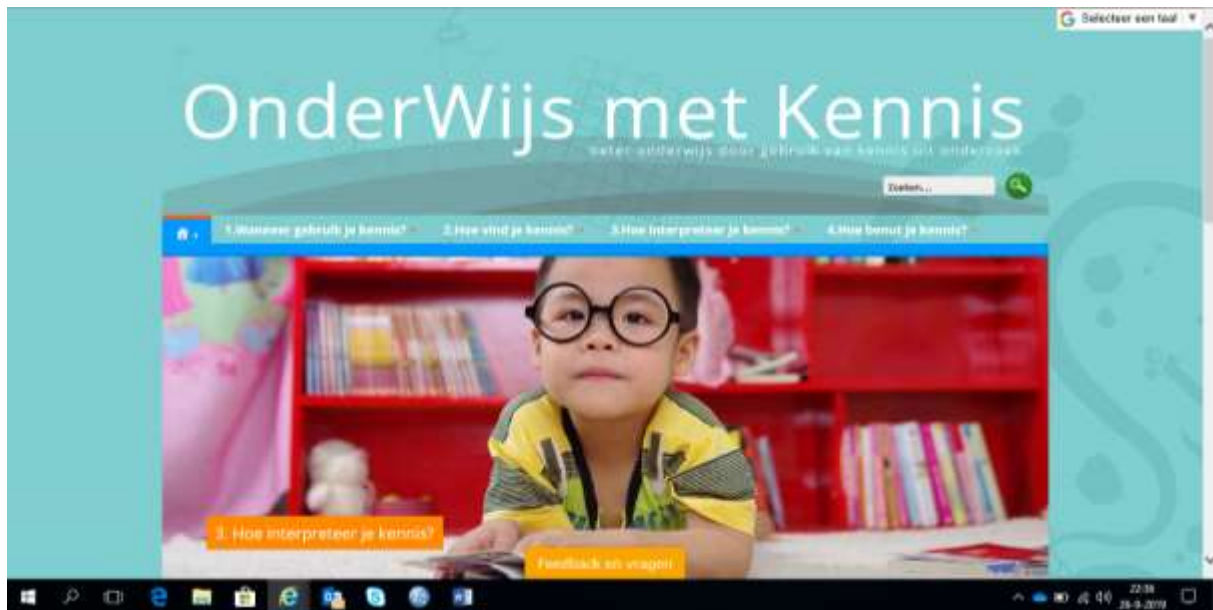 Selecteer een taal
OnderWijs met Kennis
beter onderwijs door gebruik van kennis uit onderzoek
Zoeken...
1.Wanneer gebruik je kennis? 2.Hoe vind je kennis? 3.Hoe interpreteer je kennis? 4.Hoe benut je kennis?
3. Hoe interpreteer je kennis?
Feedback en vragen
22:36